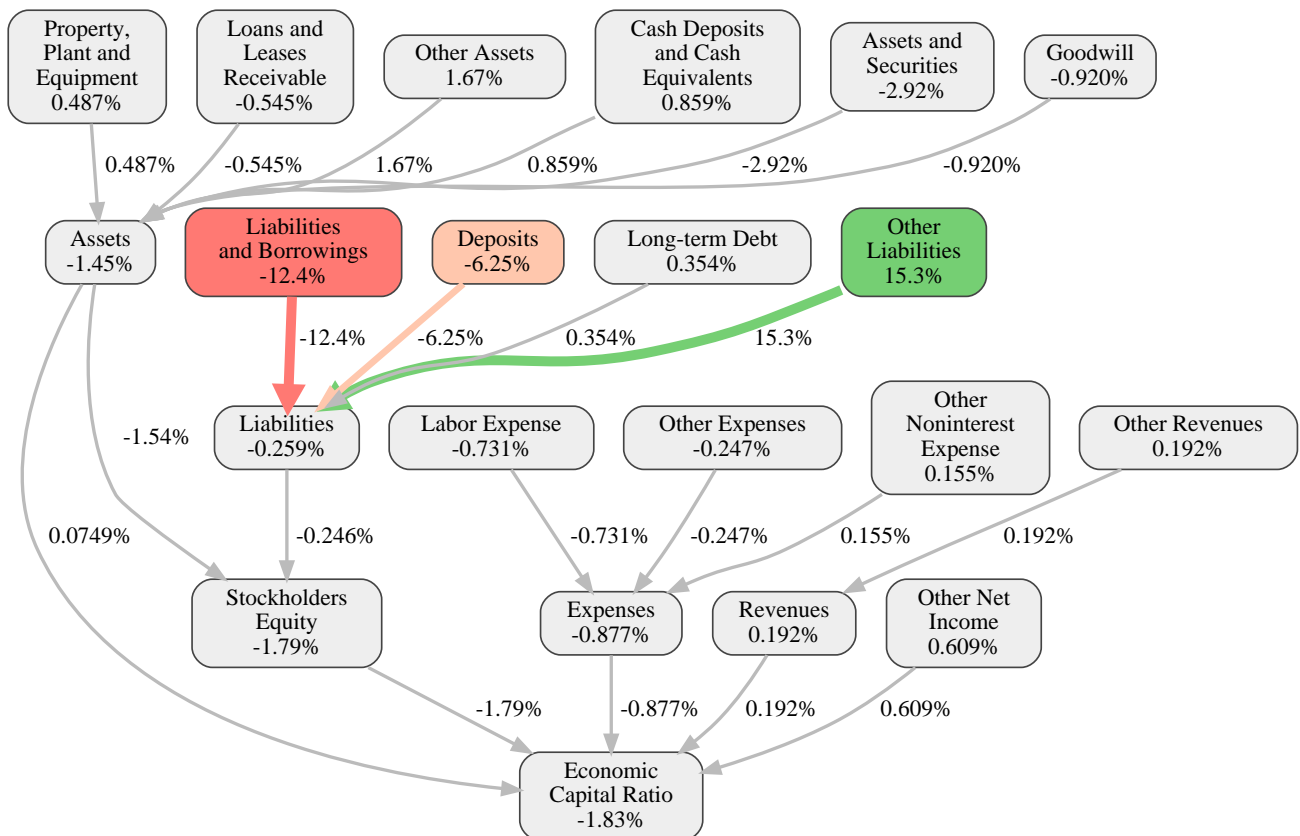 Property,
Plant and
Equipment
0.487%
Loans and
Leases
Receivable
-0.545%
Other Assets
1.67%
Cash Deposits
and Cash
Equivalents
0.859%
Assets and
Securities
-2.92%
Goodwill
-0.920%
0.487%
-0.545%
1.67%
0.859%
-2.92%
-0.920%
Assets
-1.45%
Liabilities
and Borrowings
-12.4%
Deposits
-6.25%
Long-term Debt
0.354%
Other
Liabilities
15.3%
-12.4%
-6.25%
0.354%
15.3%
-1.54%
Liabilities
-0.259%
Labor Expense
-0.731%
Other Expenses
-0.247%
Other
Noninterest
Expense
0.155%
Other Revenues
0.192%
0.0749%
-0.246%
-0.731%
-0.247%
0.155%
0.192%
Stockholders
Equity
-1.79%
Expenses
-0.877%
Revenues
0.192%
Other Net
Income
0.609%
-1.79%
-0.877%
0.192%
0.609%
Economic
Capital Ratio
-1.83%